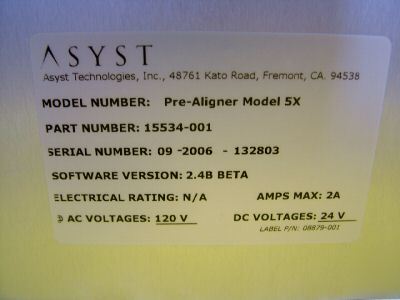 ASYST
Asyst Technologies, Inc., 48761 Kato Road, Fremont, CA. 94538
MODEL NUMBER: Pre-Aligner Model 5X
PART NUMBER: 15534-001
SERIAL NUMBER: 09 -2006 - 132803
SOFTWARE VERSION: 2.4B BETA
ELECTRICAL RATING: N/A AMPS MAX: 2A
AC VOLTAGES: 120 V DC VOLTAGES: 24 V
LABEL P/N: 08879-001